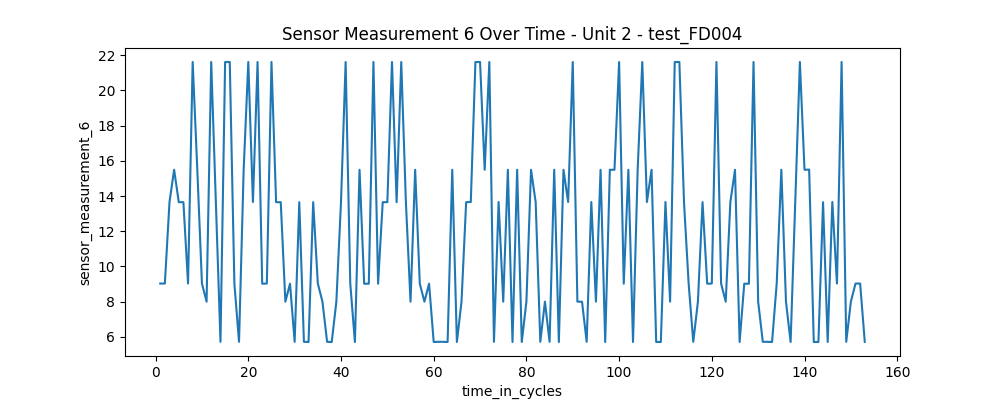 Sensor Measurement 6 Over Time - Unit 2 - test_FD004
22
20
18
16
14
12
10
8
6
sensor_measurement_6
0 20 40 60 80 100 120 140 160
time_in_cycles